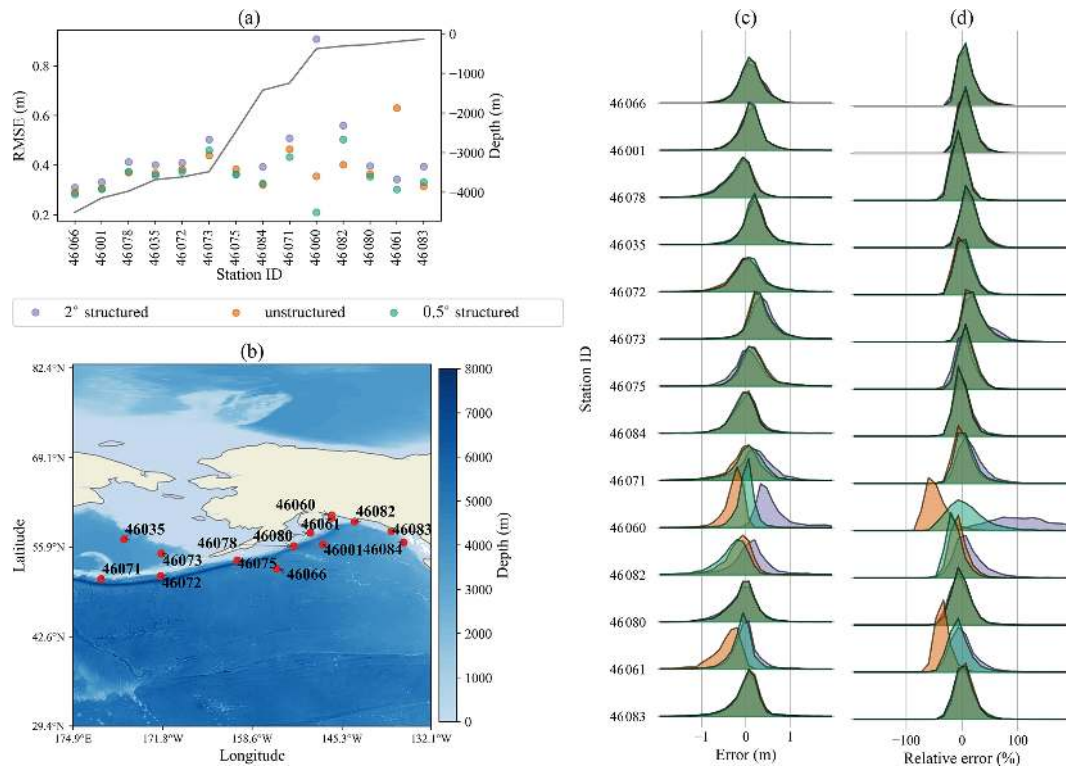 (a)
RMSE (m)
0.8
0.6
0.4
0.2
0
−1000
−2000
−3000
−4000
Depth (m)
46066
46001
46078
46035
46072
46073
46075
46084
46071
46060
46082
46080
46061
46083
Station ID
2° structured
unstructured
0.5° structured
(b)
82.4°N
69.1°N
55.9°N
42.6°N
29.4°N
Latitude
46060
46082
46061
46083
46035
46078
46080
46073
46001
46084
46071
46075
46066
46072
174.9°E
171.8°W
158.6°W
145.3°W
132.1°W
Longitude
8000
7000
6000
5000
4000
3000
2000
1000
0
Depth (m)
(c)
Station ID
46066
46001
46078
46035
46072
46073
46075
46084
46071
46060
46082
46080
46061
46083
−1
0
1
Error (m)
(d)
−100
0
100
Relative error (%)